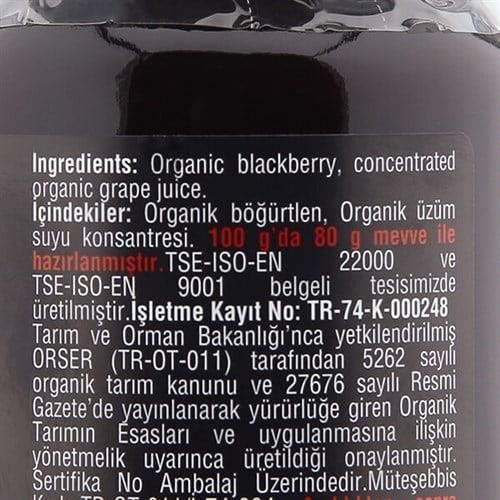 Ingredients: Organic blackberry, concentrated
organic grape juice.
İçindekiler: Organik böğürtlen, Organik üzüm
suyu konsantresi. 100 g'da 80 g mevve ile
hazırlanmıştır.TSE-ISO-EN 22000 ve
TSE-ISO-EN 9001 belgeli tesisimizde
üretilmiştir.İşletme Kayıt No: TR-74-K-000248
Tarım ve Orman Bakanlığı'nca yetkilendirilmiş
ORSER (TR-OT-011) tarafından 5262 sayılı
organik tarım kanunu ve 27676 sayılı Resmi
Gazete'de yayınlanarak yürürlüğe giren Organik
Tarımın Esasları ve uygulanmasına ilişkin
yönetmelik uyarınca üretildiği onaylanmıştır.
Sertifika No Ambalaj Üzerindedir.Müteşebbis